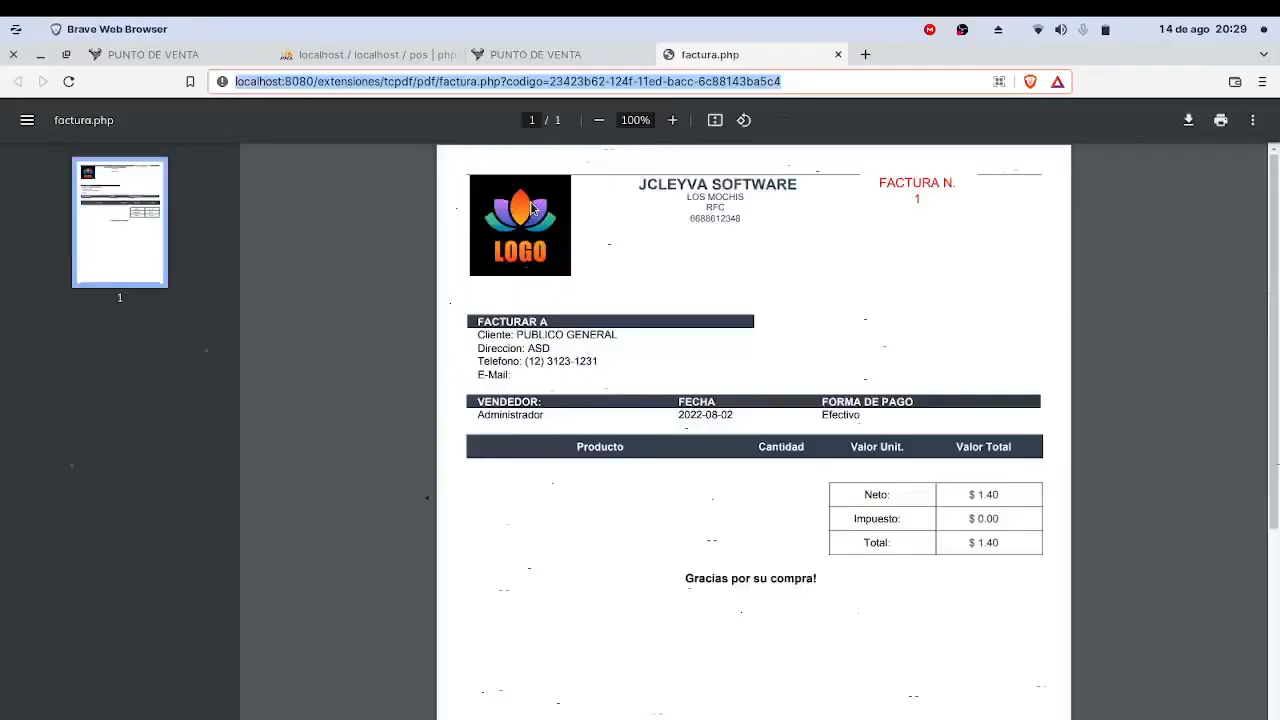 Brave Web Browser
14 de ago 20:29
PUNTO DE VENTA
localhost / localhost / pos | php
PUNTO DE VENTA
factura.php
localhost:8080/extensiones/tcpdf/pdf/factura.php?codigo=23423b62-124f-11ed-bacc-6c88143ba5c4
factura.php
1 / 1
100%
1
LOGO
JCLEYVA SOFTWARE
LOS MOCHIS
RFC
6688612348
FACTURA N.
1
FACTURAR A
Cliente: PUBLICO GENERAL
Direccion: ASD
Telefono: (12) 3123-1231
E-Mail:
VENDEDOR: FECHA FORMA DE PAGO
Administrador 2022-08-02 Efectivo
Producto Cantidad Valor Unit. Valor Total
Neto: $ 1.40
Impuesto: $ 0.00
Total: $ 1.40
Gracias por su compra!